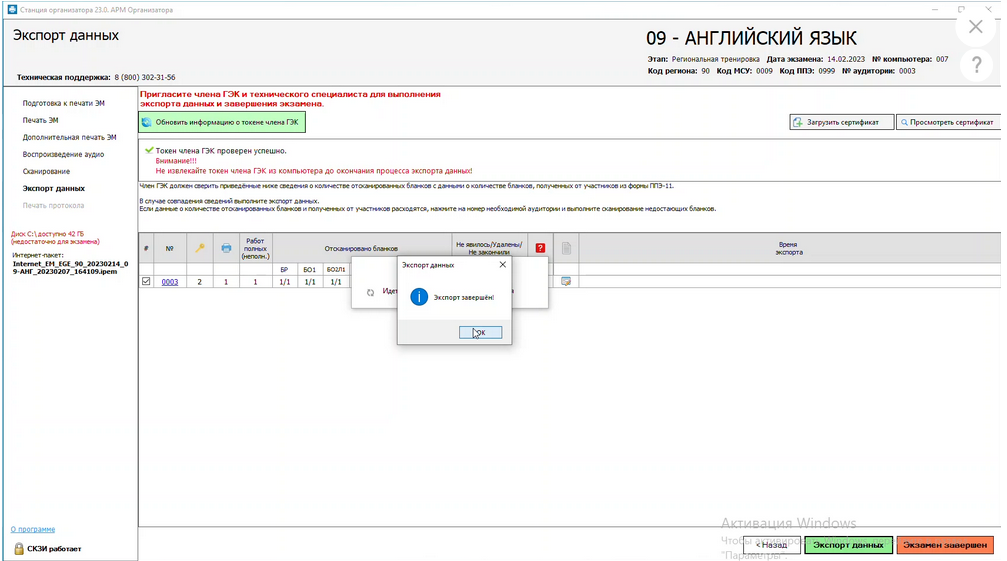 Станция организатора 23.0. АРМ Организатора
Экспорт данных
09 - АНГЛИЙСКИЙ ЯЗЫК
Этап: Региональная тренировка Дата экзамена: 14.02.2023 № компьютера: 007
Код региона: 90 Код МСУ: 0009 Код ППЭ: 0999 № аудитории: 0003
Техническая поддержка: 8 (800) 302-31-56
?
Подготовка к печати ЭМ
Печать ЭМ
Дополнительная печать ЭМ
Воспроизведение аудио
Сканирование
Экспорт данных
Печать протокола
Диск C:\ доступно 42 ГБ
(недостаточно для экзамена)
Интернет-пакет:
Internet_EM_EGE_90_20230214_0
9-АНГ_20230207_164109.ipem
О программе
СКЗИ работает
Пригласите члена ГЭК и технического специалиста для выполнения
экспорта данных и завершения экзамена.
Обновить информацию о токене члена ГЭК
Загрузить сертификат
Просмотреть сертификат
Токен члена ГЭК проверен успешно.
Внимание!!!
Не извлекайте токен члена ГЭК из компьютера до окончания процесса экспорта данных!
Член ГЭК должен сверить приведённые ниже сведения о количестве отсканированных бланков с данными о количестве бланков, полученных от участников из формы ППЭ-11.
В случае совпадения сведений выполните экспорт данных.
Если данные о количестве отсканированных бланков и полученных от участников расходятся, нажмите на номер необходимой аудитории и выполните сканирование недостающих бланков.
# № Работ полных (неполн.) Отсканировано бланков Не явилось/Удалены/ Не закончили ? Время экспорта
БР БО1 БО2Л1
0003 2 1 1 1/1 1/1 1/1
Идет
Экспорт данных
Экспорт завершён!
OK
Активация Windows
Чтобы активиро
"Параметры".
< Назад
Экспорт данных
Экзамен завершен